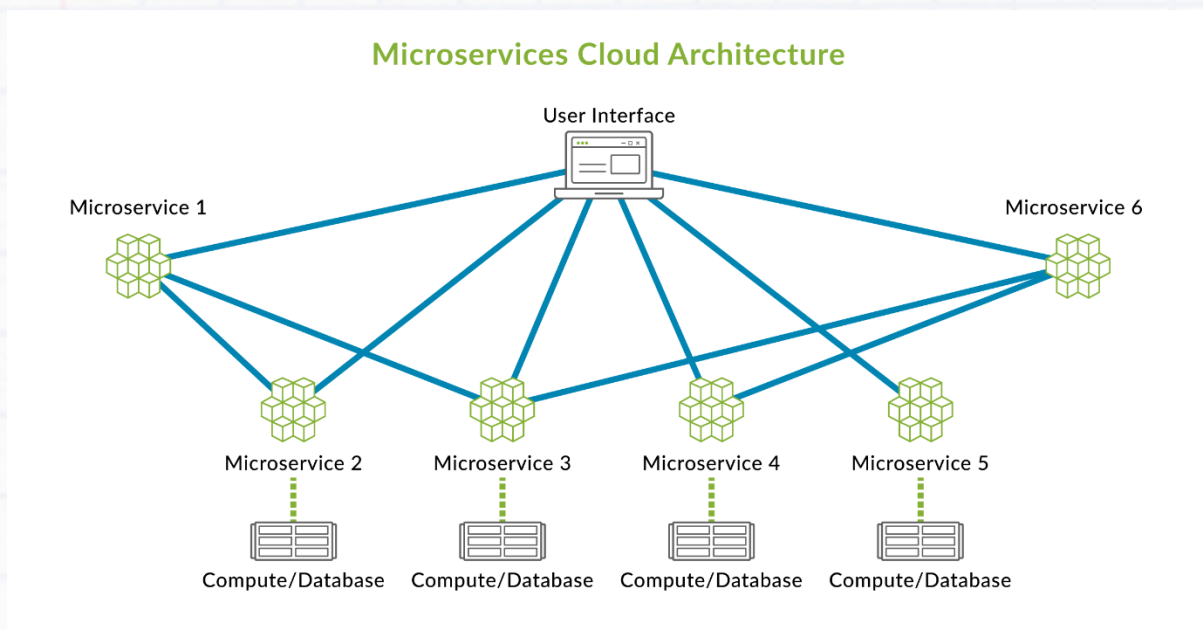 Microservices Cloud Architecture
User Interface
Microservice 1
Microservice 6
Microservice 2
Microservice 3
Microservice 4
Microservice 5
Compute/Database
Compute/Database
Compute/Database
Compute/Database